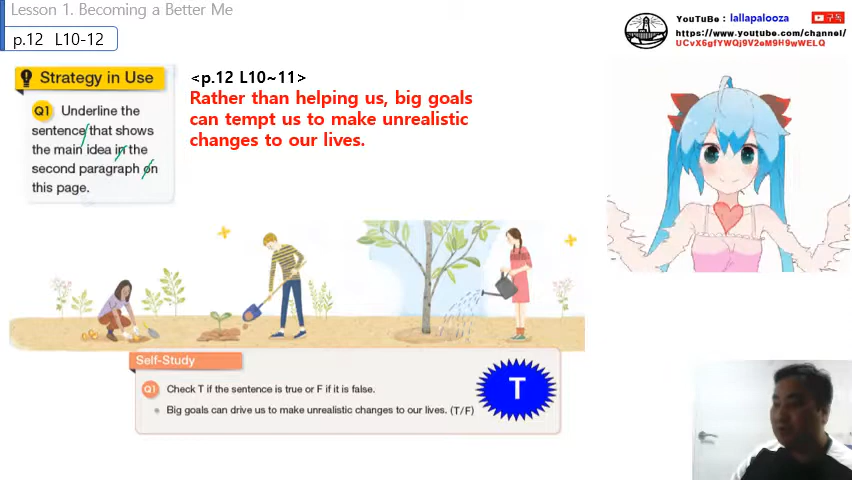 Lesson 1. Becoming a Better Me
p.12 L10-12
YouTuBe : lallapalooza
구독
https://www.youtube.com/channel/
UCvX6gfYWQj9V2eM9H9wWELQ
Strategy in Use
Q1 Underline the
sentence that shows
the main idea in the
second paragraph on
this page.
<p.12 L10~11>
Rather than helping us, big goals
can tempt us to make unrealistic
changes to our lives.
Self-Study
Q1 Check T if the sentence is true or F if it is false.
Big goals can drive us to make unrealistic changes to our lives. (T/F)
T